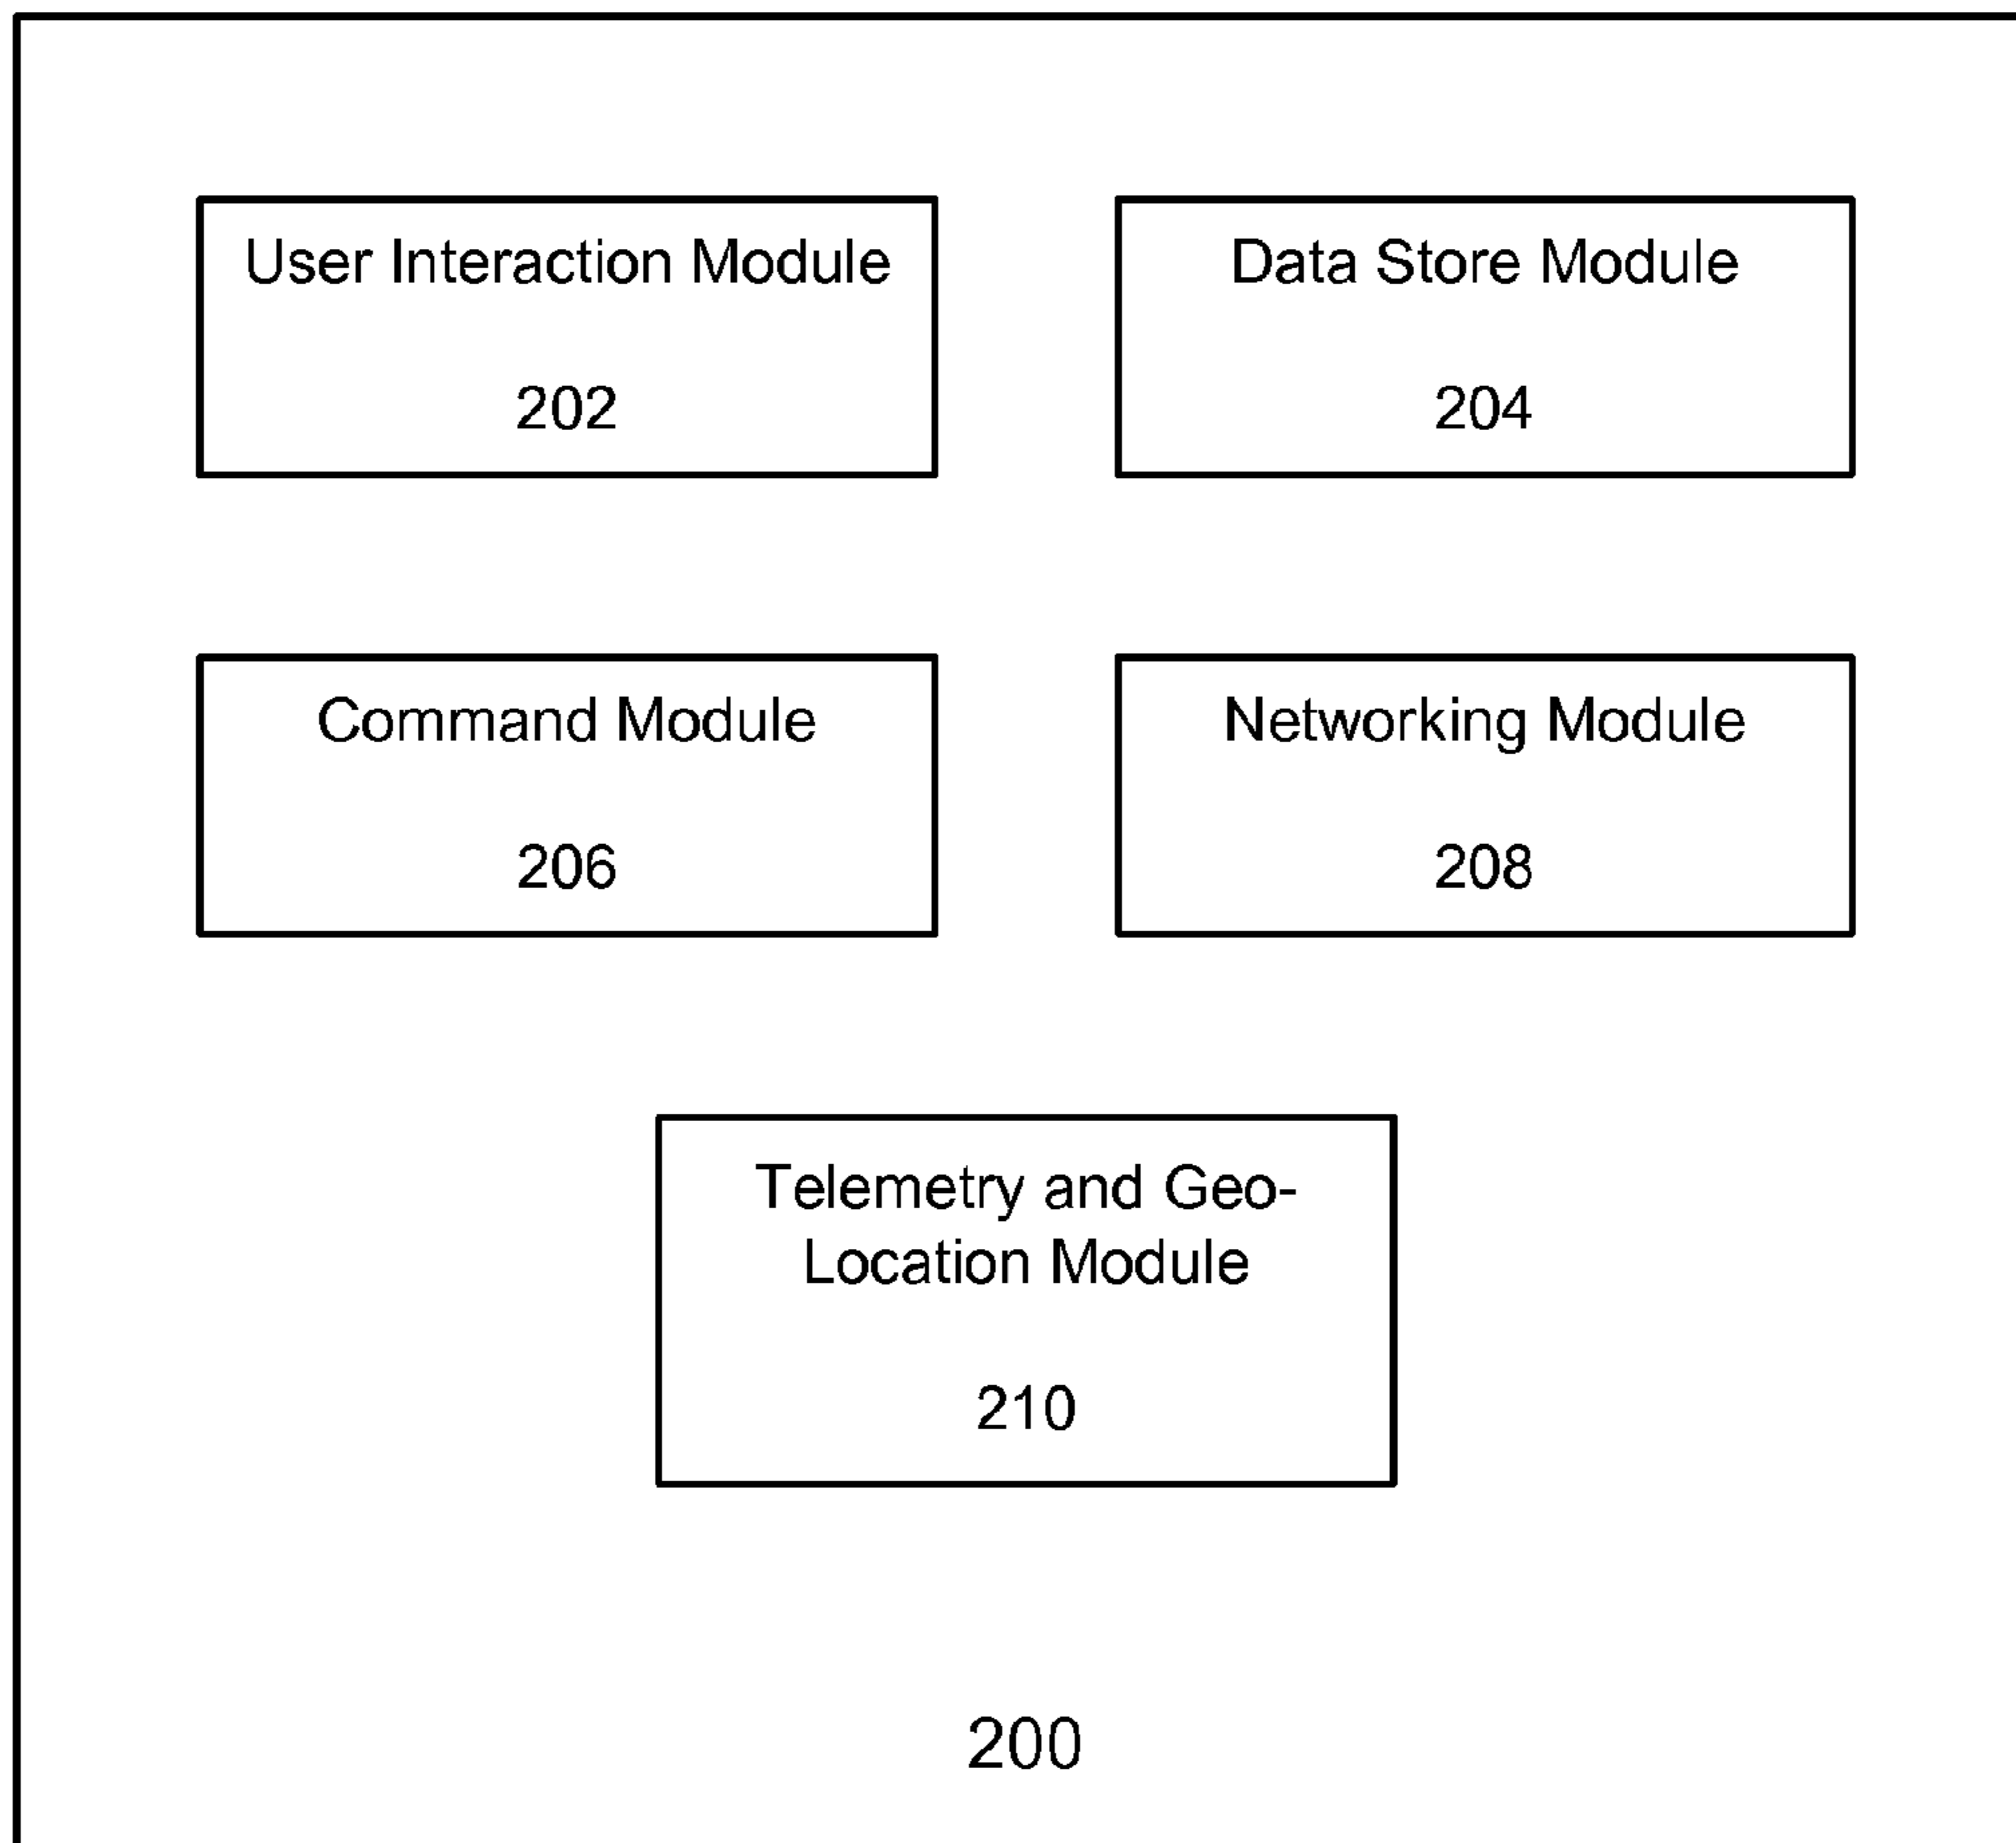 User Interaction Module
202
Data Store Module
204
Command Module
206
Networking Module
208
Telemetry and Geo-
Location Module
210
200